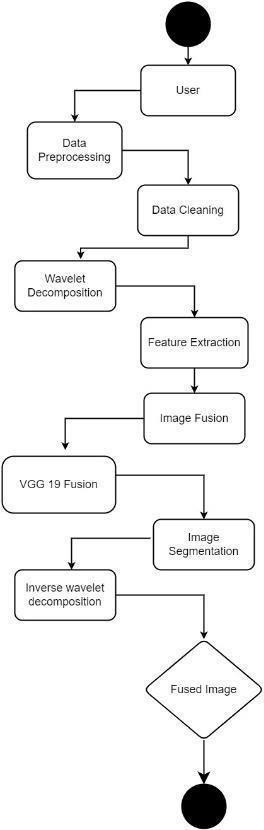 User
Data
Preprocessing
Data Cleaning
Wavelet
Decomposition
Feature Extraction
Image Fusion
VGG 19 Fusion
Image
Segmentation
Inverse wavelet
decomposition
Fused Image